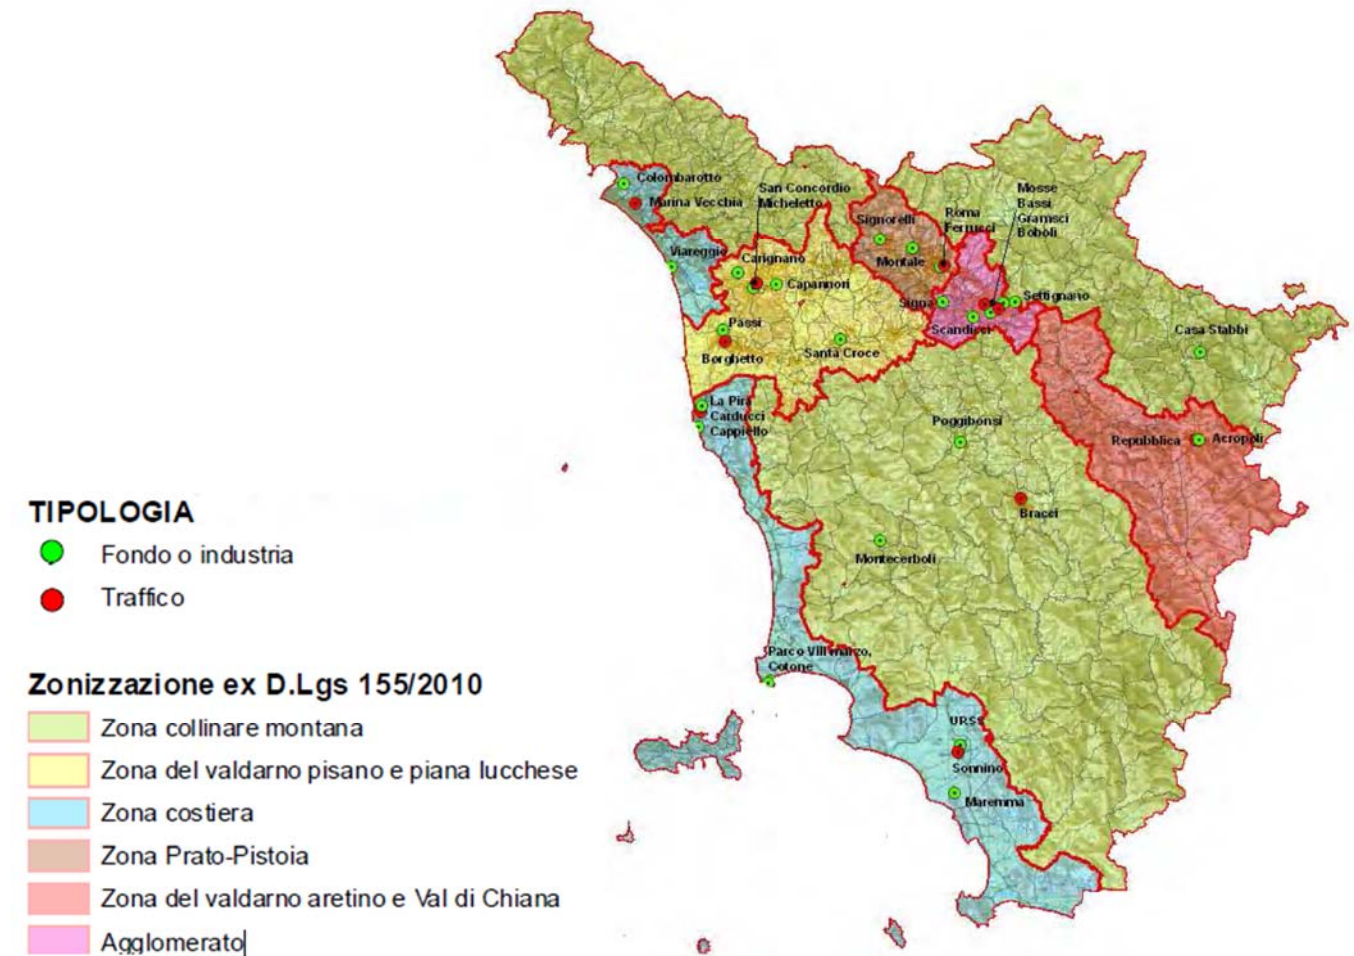 Colombarotto
Marina Vecchia
San Concordio
Micheletto
Signorelli
Roma
Ferrucci
Mosse
Bassi
Gramsci
Boboli
Viareggio
Carignano
Montale
Capannori
Signa
Settignano
Passi
Scandicci
Casa Stabbi
Borghetto
Santa Croce
La Pira
Carducci
Cappiello
Poggibonsi
Repubblica
Acropoli
Bracci
Montecerboli
Parco VIII marzo,
Cotone
URSS
Sonnino
Maremma
TIPOLOGIA
Fondo o industria
Traffico
Zonizzazione ex D.Lgs 155/2010
Zona collinare montana
Zona del valdarno pisano e piana lucchese
Zona costiera
Zona Prato-Pistoia
Zona del valdarno aretino e Val di Chiana
Agglomerato